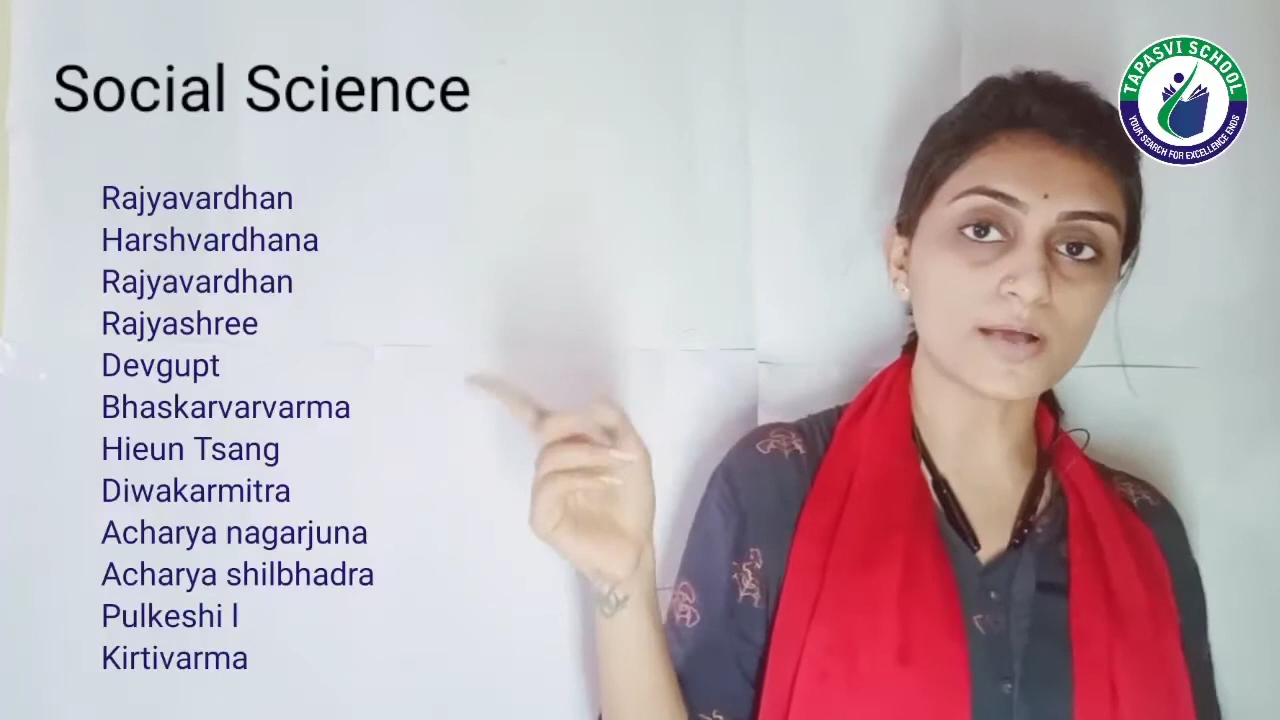 Social Science
TAPASVI SCHOOL
YOUR SEARCH FOR EXCELLENCE ENDS
Rajyavardhan
Harshvardhana
Rajyavardhan
Rajyashree
Devgupt
Bhaskarvarvarma
Hieun Tsang
Diwakarmitra
Acharya nagarjuna
Acharya shilbhadra
Pulkeshi l
Kirtivarma